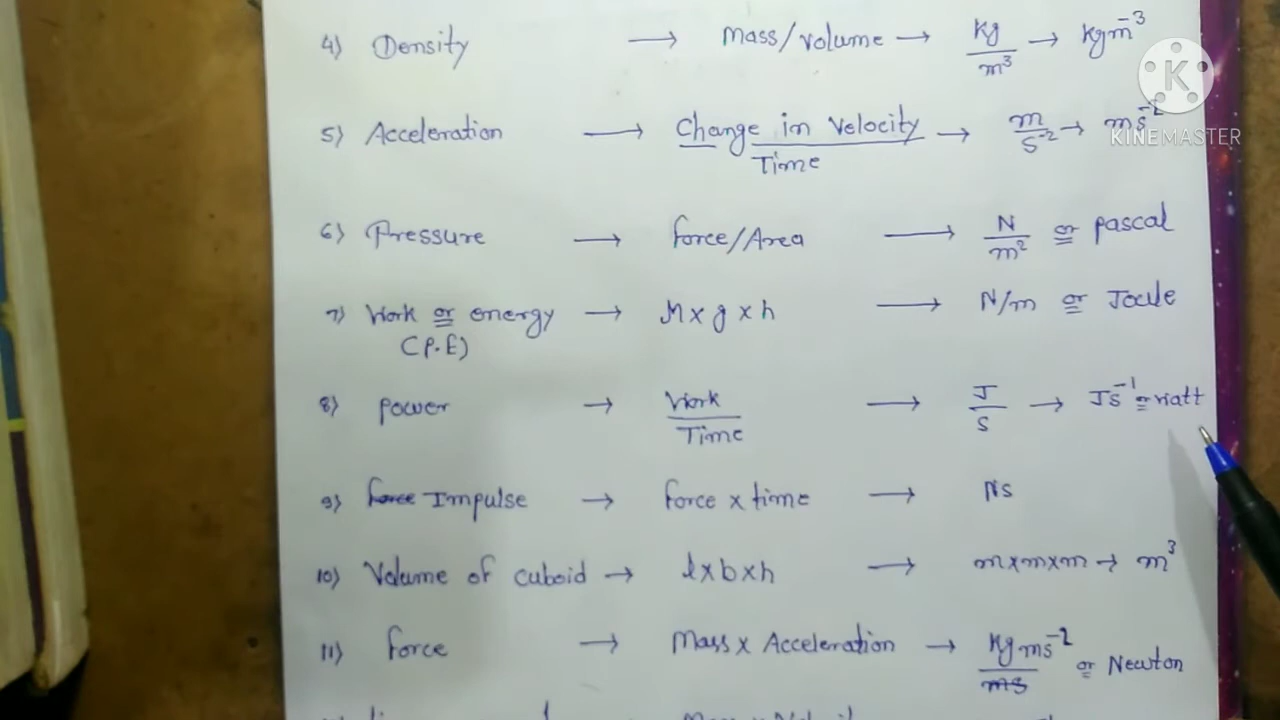 4) Density → Mass/volume → Kg/m³ → Kgm⁻³
K
KINEMASTER
5) Acceleration → Change in Velocity/Time → m/s⁻² → ms⁻²
6) Pressure → Force/Area → N/m² or pascal
7) Work or energy → M×g×h → N/m or Joule
(P.E)
8) Power → Work/Time → J/S → Js⁻¹ or watt
9) Force Impulse → Force × time → Ns
10) Volume of cuboid → l×b×h → m×m×m → m³
11) Force → Mass × Acceleration → Kgms⁻²/ms or Newton